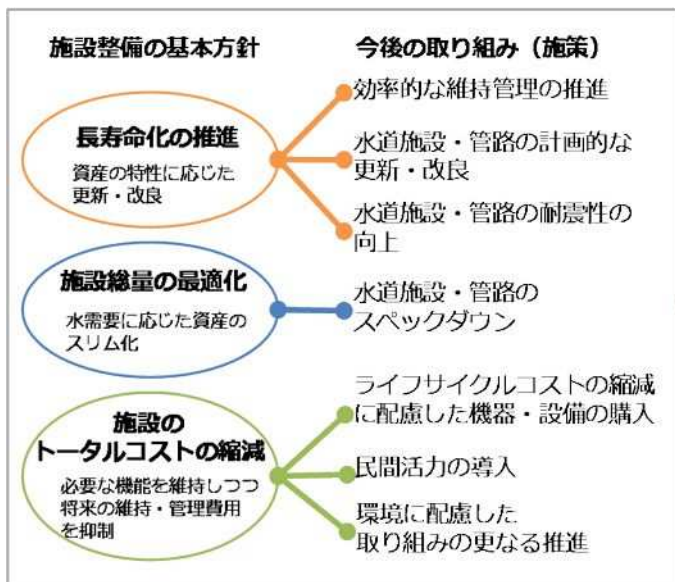 施設整備の基本方針
今後の取り組み（施策）
長寿命化の推進
資産の特性に応じた
更新・改良
効率的な維持管理の推進
水道施設・管路の計画的な
更新・改良
水道施設・管路の耐震性の
向上
施設総量の最適化
水需要に応じた資産の
スリム化
水道施設・管路の
スペックダウン
施設の
トータルコストの縮減
必要な機能を維持しつつ
将来の維持・管理費用
を抑制
ライフサイクルコストの縮減
に配慮した機器・設備の購入
民間活力の導入
環境に配慮した
取り組みの更なる推進